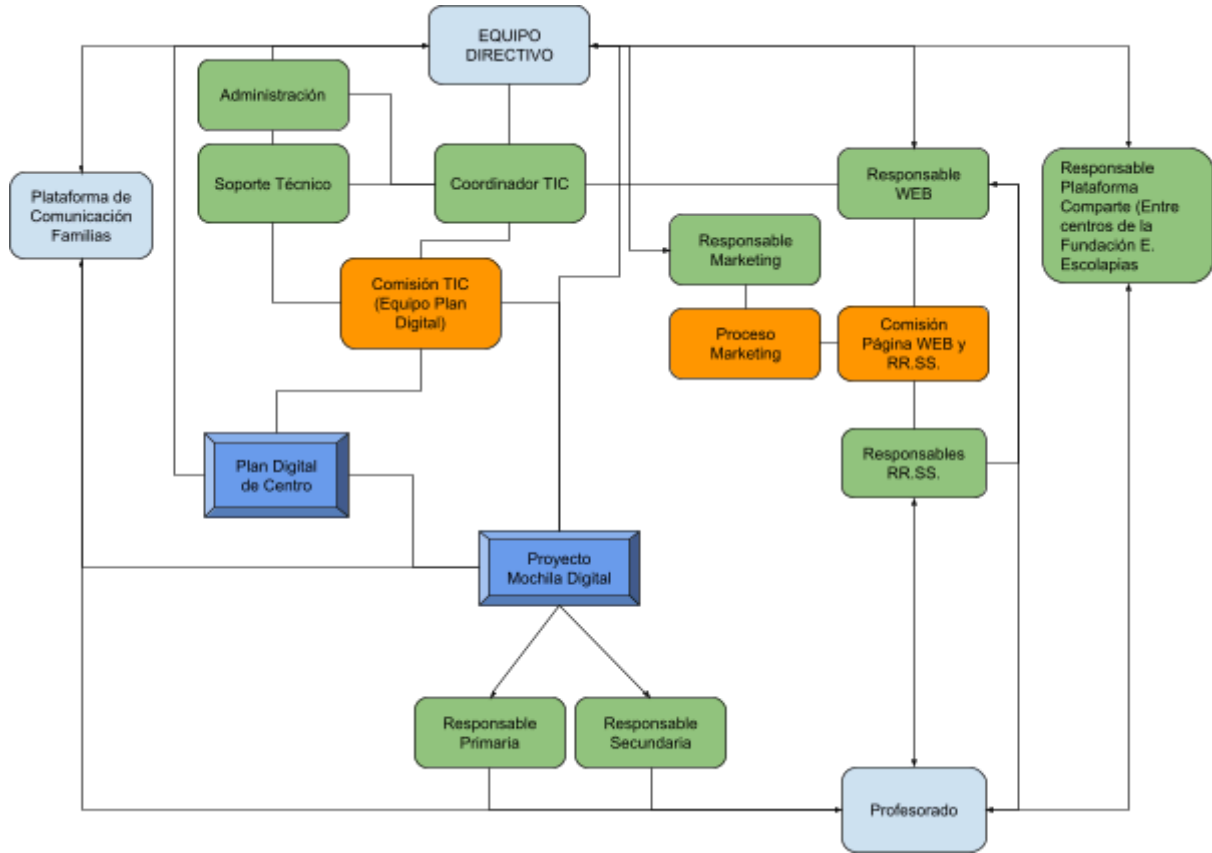 EQUIPO
DIRECTIVO
Administración
Soporte Técnico
Coordinador TIC
Responsable
WEB
Responsable
Plataforma
Comparte (Entre
centros de la
Fundación E.
Escolapias
Plataforma de
Comunicación
Familias
Responsable
Marketing
Comisión TIC
(Equipo Plan
Digital)
Proceso
Marketing
Comisión
Página WEB y
RR.SS.
Plan Digital
de Centro
Responsables
RR.SS.
Proyecto
Mochila Digital
Responsable
Primaria
Responsable
Secundaria
Profesorado